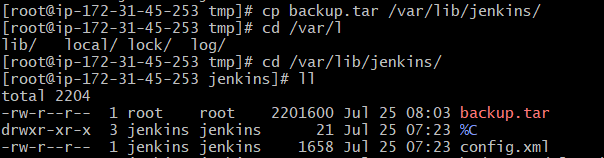 [root@ip-172-31-45-253 tmp]# cp backup.tar /var/lib/jenkins/
[root@ip-172-31-45-253 tmp]# cd /var/l
lib/   local/ lock/  log/
[root@ip-172-31-45-253 tmp]# cd /var/lib/jenkins/
[root@ip-172-31-45-253 jenkins]# ll
total 2204
-rw-r--r--  1 root    root    2201600 Jul 25 08:03 backup.tar
drwxr-xr-x  3 jenkins jenkins      21 Jul 25 07:23 %C
-rw-r--r--  1 jenkins jenkins    1658 Jul 25 07:23 config.xml